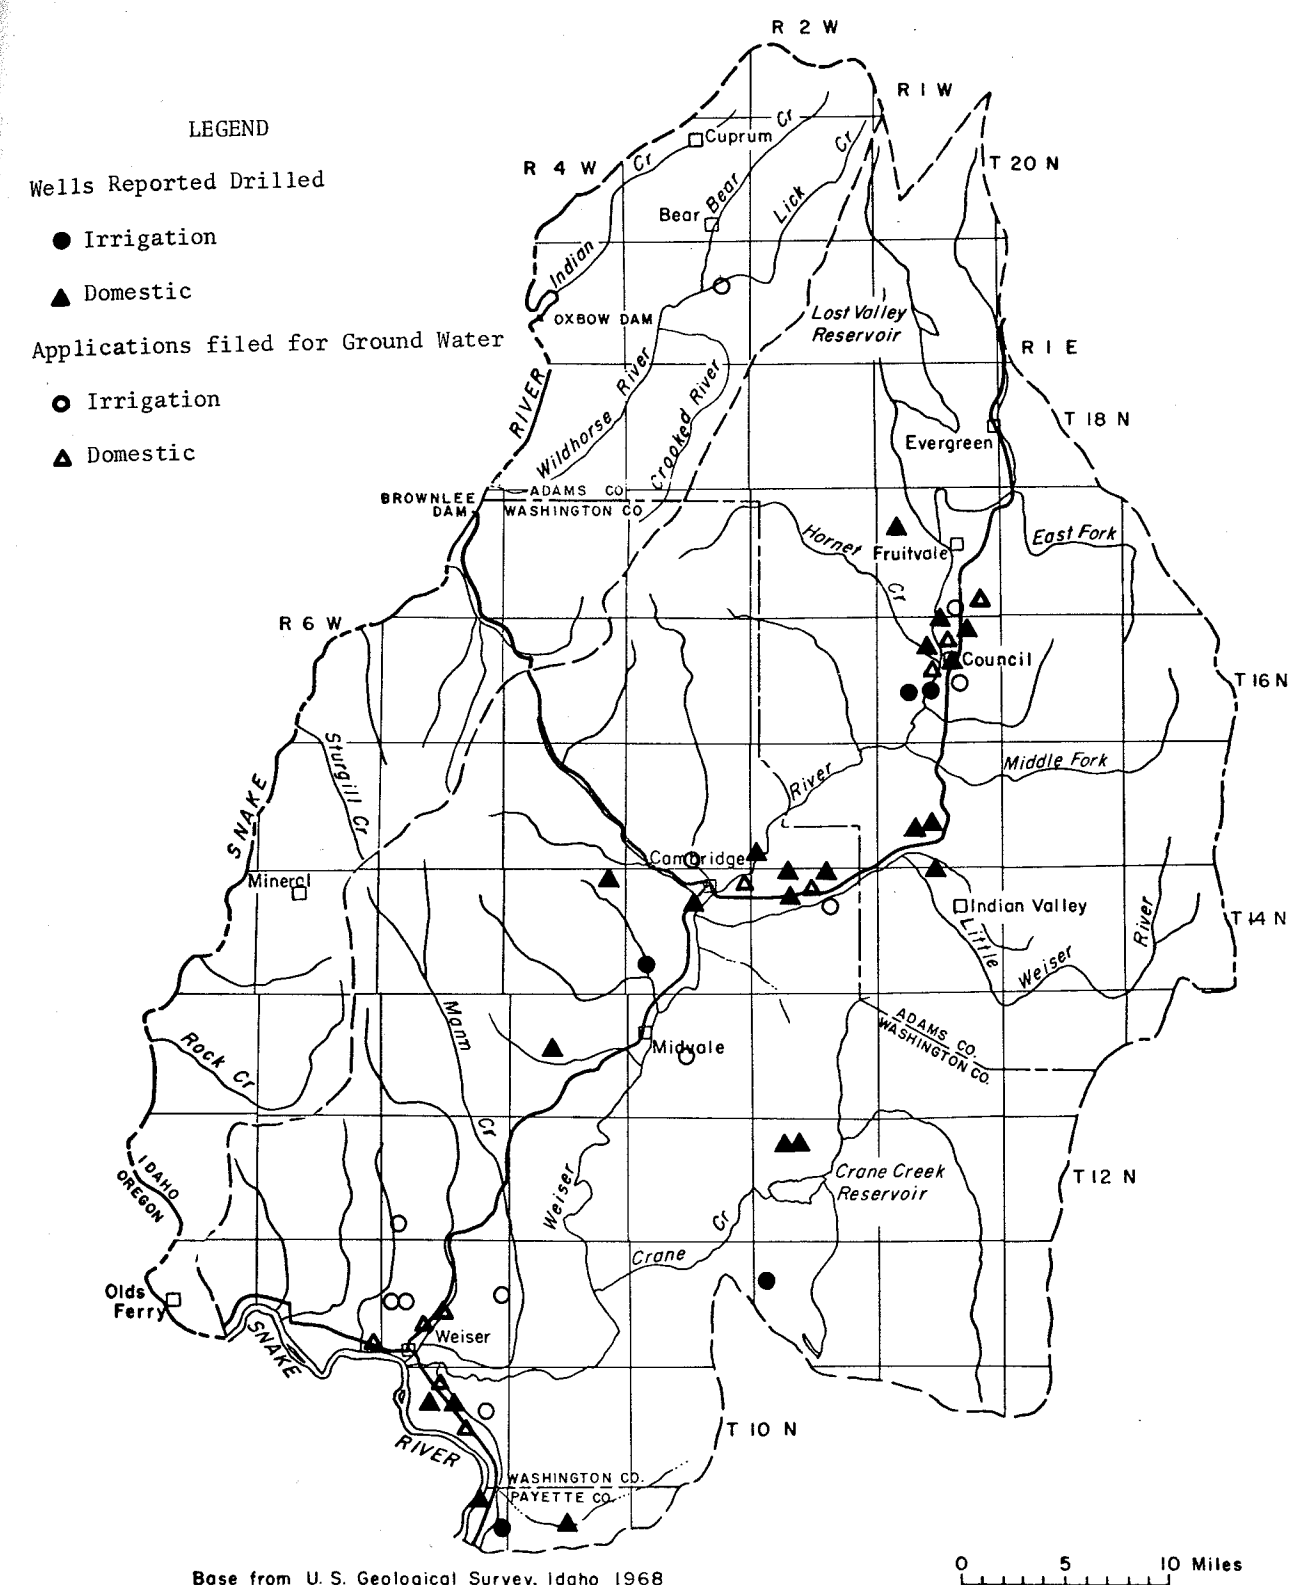 R 2 W
R 1 W
LEGEND
Cuprum
Cr
Cr
Cr
R 4 W
T 20 N
Wells Reported Drilled
Bear
Bear
Lick
Irrigation
Indian
Domestic
OXBOW DAM
Lost Valley
Reservoir
Applications filed for Ground Water
R 1 E
RIVER
Wildhorse River
Crooked River
Irrigation
T 18 N
Evergreen
Domestic
BROWNLEE
DAM
ADAMS CO
WASHINGTON CO
Hornet
Cr
Fruitvale
East Fork
R 6 W
Council
T 16 N
Sturgill Cr
Middle Fork
River
SNAKE
Cambridge
Mineral
Indian Valley
T 14 N
Little
Weiser
River
Mann
Cr
ADAMS CO.
WASHINGTON CO.
Midvale
Rock Cr
IDAHO
OREGON
Crane Creek
Reservoir
T 12 N
Weiser
Crane
Cr
Olds
Ferry
SNAKE
Weiser
RIVER
T 10 N
WASHINGTON CO.
PAYETTE CO.
0 5 10 Miles
Base from U. S. Geological Survey, Idaho 1968